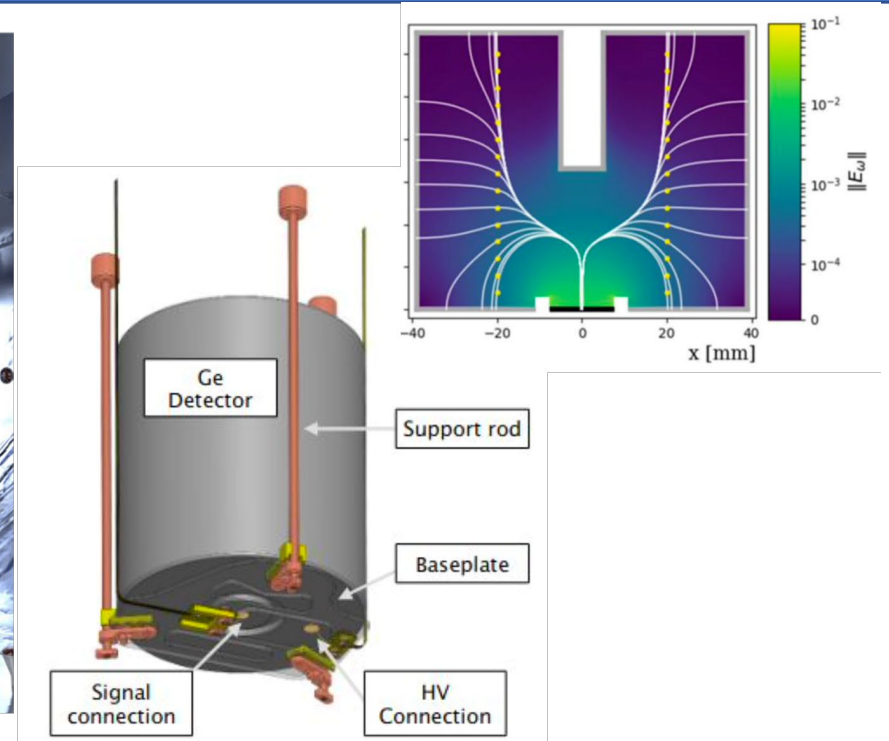 10⁻¹
10⁻²
10⁻³
10⁻⁴
0
‖E_ω‖
−40 −20 0 20 40
x [mm]
Ge
Detector
Support rod
Baseplate
Signal
connection
HV
Connection